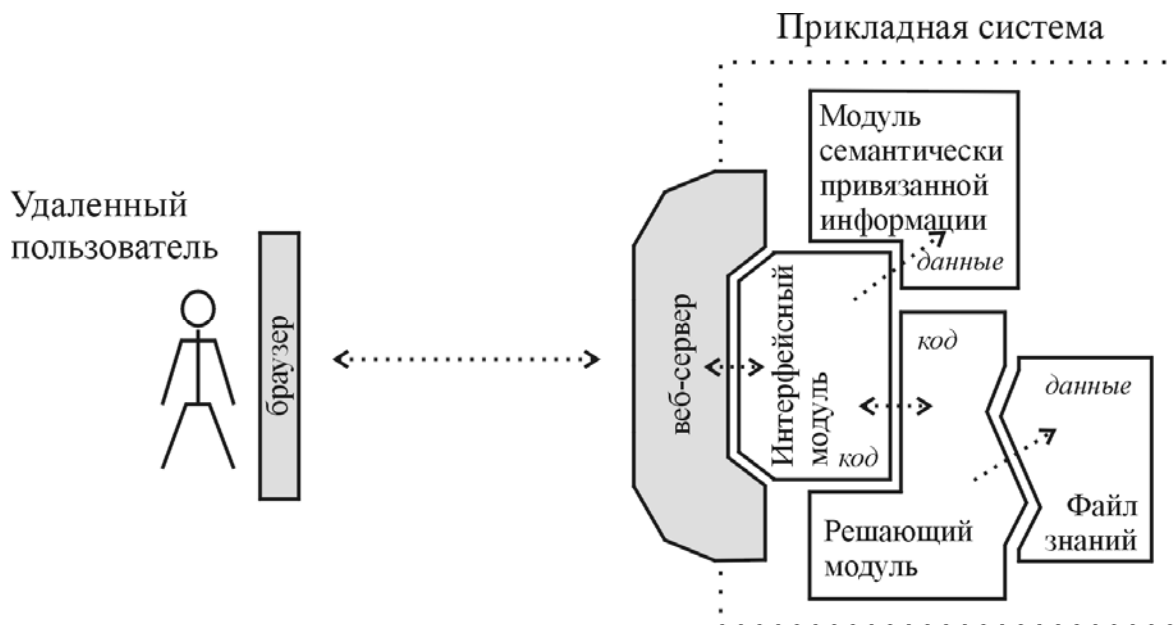 Прикладная система
Модуль
семантически
привязанной
информации
данные
Удаленный
пользователь
браузер
веб-сервер
Интерфейсный
модуль
код
код
данные
Решающий
модуль
Файл
знаний